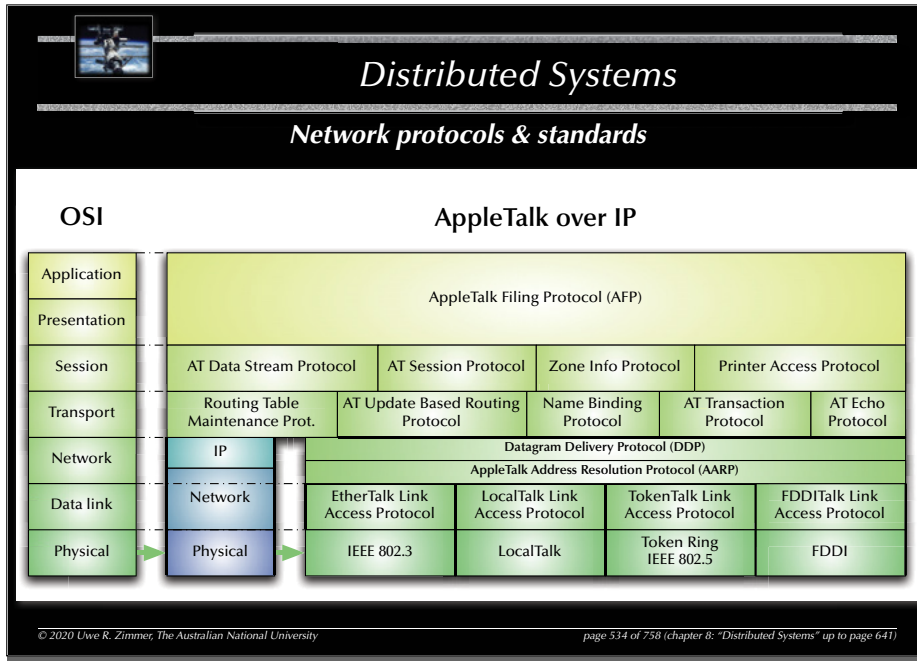 Distributed Systems
Network protocols & standards
OSI
AppleTalk over IP
Application
Presentation
Session
Transport
Network
Data link
Physical
AppleTalk Filing Protocol (AFP)
AT Data Stream Protocol
AT Session Protocol
Zone Info Protocol
Printer Access Protocol
Routing Table
Maintenance Prot.
AT Update Based Routing
Protocol
Name Binding
Protocol
AT Transaction
Protocol
AT Echo
Protocol
IP
Network
Physical
Datagram Delivery Protocol (DDP)
AppleTalk Address Resolution Protocol (AARP)
EtherTalk Link
Access Protocol
LocalTalk Link
Access Protocol
TokenTalk Link
Access Protocol
FDDITalk Link
Access Protocol
IEEE 802.3
LocalTalk
Token Ring
IEEE 802.5
FDDI
© 2020 Uwe R. Zimmer, The Australian National University
page 534 of 758 (chapter 8: "Distributed Systems" up to page 641)